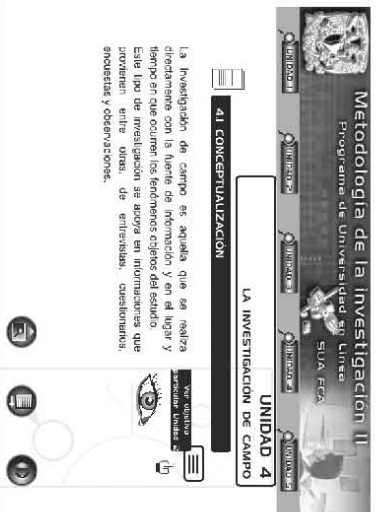 Metodología de la investigación II
Programa de Universidad en Línea
SUA FCA
UNIDAD 1
UNIDAD 2
UNIDAD 3
UNIDAD 4
UNIDAD 5
UNIDAD 4
LA INVESTIGACIÓN DE CAMPO
41 CONCEPTUALIZACIÓN
Ver objetivo
particular Unidad 4
La investigación de campo es aquella que se realiza
directamente con la fuente de información y en el lugar y
tiempo en que ocurren los fenómenos objetos del estudio.
Este tipo de investigación se apoya en informaciones que
provienen entre otras, de entrevistas, cuestionarios,
encuestas y observaciones.